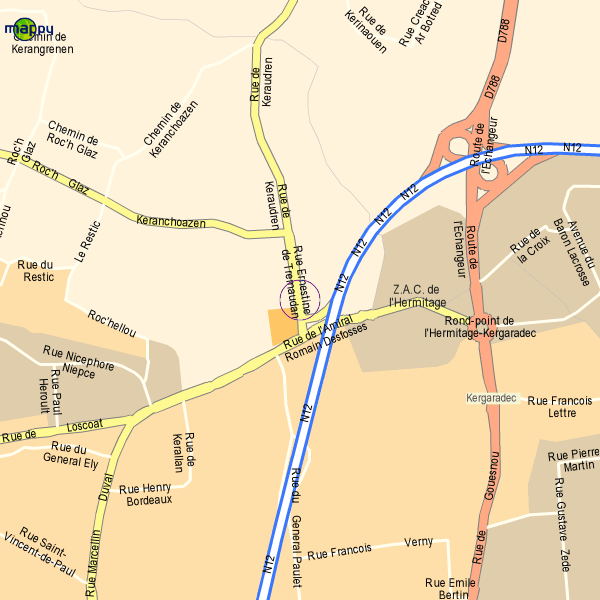 mappy
Chemin de
Kerangrenen
Rue de
Kerinaouen
Rue Creac'h
Ar Botred
D788
Rue de
Keraudren
D788
Chemin de
Keranchoazen
Chemin de
Roc'h Glaz
Roc'h
Glaz
Roc'h Glaz
Route de
l'Echangeur
N12
N12
N12
N12
Rue de
Keraudren
Keranchoazen
Le Restic
Rue Ernestine
de Tremaudan
N12
N12
Route de
l'Echangeur
Rue de
la Croix
Avenue du
Baron Lacrosse
Rue du
Restic
Z.A.C. de
l'Hermitage
Roc'hellou
Rue de l'Amiral
Romain Desfosses
Rond-point de
l'Hermitage-Kergaradec
Rue Nicephore
Niepce
Rue Paul
Heroult
Kergaradec
Rue Francois
Lettre
N12
Rue de Loscoat
Rue de
Kerallan
Rue du
General Ely
Duval
Rue Marcellin
Rue Henry
Bordeaux
Rue du General Paulet
Gouesnou
Rue de
Rue Pierre
Martin
Rue Gustave Zede
Rue Saint-
Vincent-de-Paul
Rue Francois Verny
N12
Rue Emile
Bertin